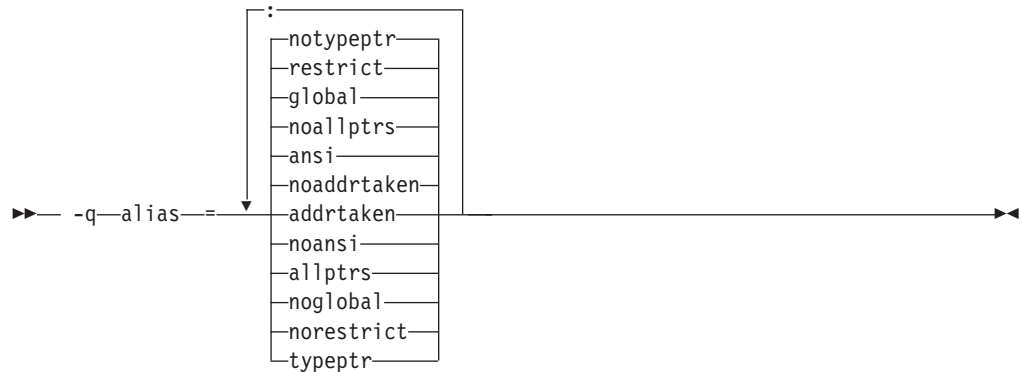 :
notypeptr
restrict
global
noallptrs
ansi
noaddrtaken
-q alias = addrtaken
noansi
allptrs
noglobal
norestrict
typeptr